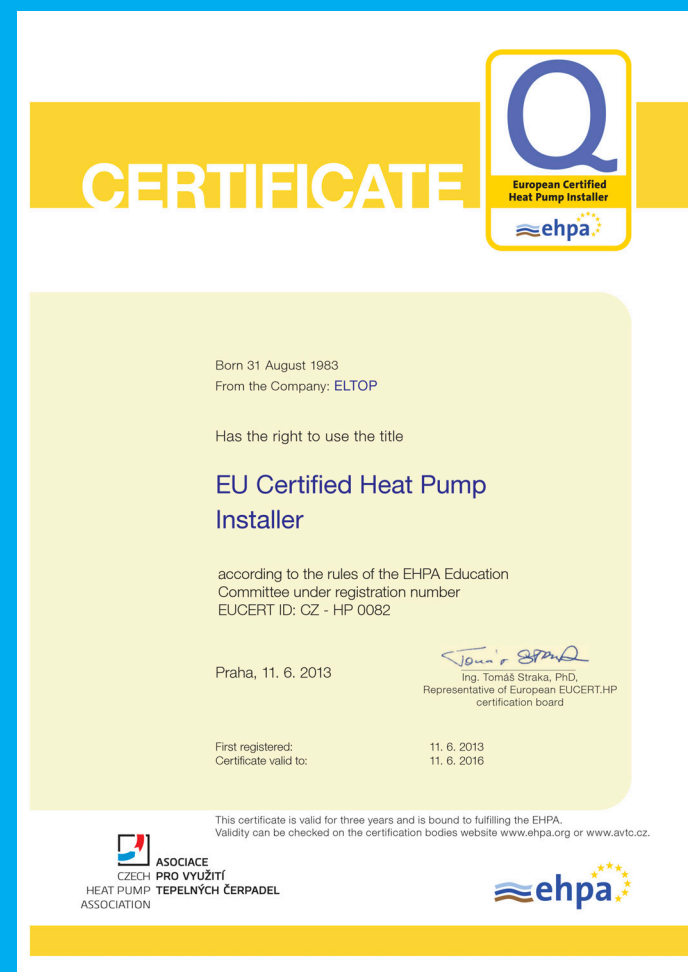 CERTIFICATE
Q
European Certified
Heat Pump Installer
ehpa
Born 31 August 1983
From the Company: ELTOP
Has the right to use the title
EU Certified Heat Pump
Installer
according to the rules of the EHPA Education
Committee under registration number
EUCERT ID: CZ - HP 0082
Praha, 11. 6. 2013
Ing. Tomáš Straka, PhD,
Representative of European EUCERT.HP
certification board
First registered: 11. 6. 2013
Certificate valid to: 11. 6. 2016
This certificate is valid for three years and is bound to fulfilling the EHPA.
Validity can be checked on the certification bodies website www.ehpa.org or www.avtc.cz.
ASOCIACE
CZECH PRO VYUŽITÍ
HEAT PUMP TEPELNÝCH ČERPADEL
ASSOCIATION
ehpa